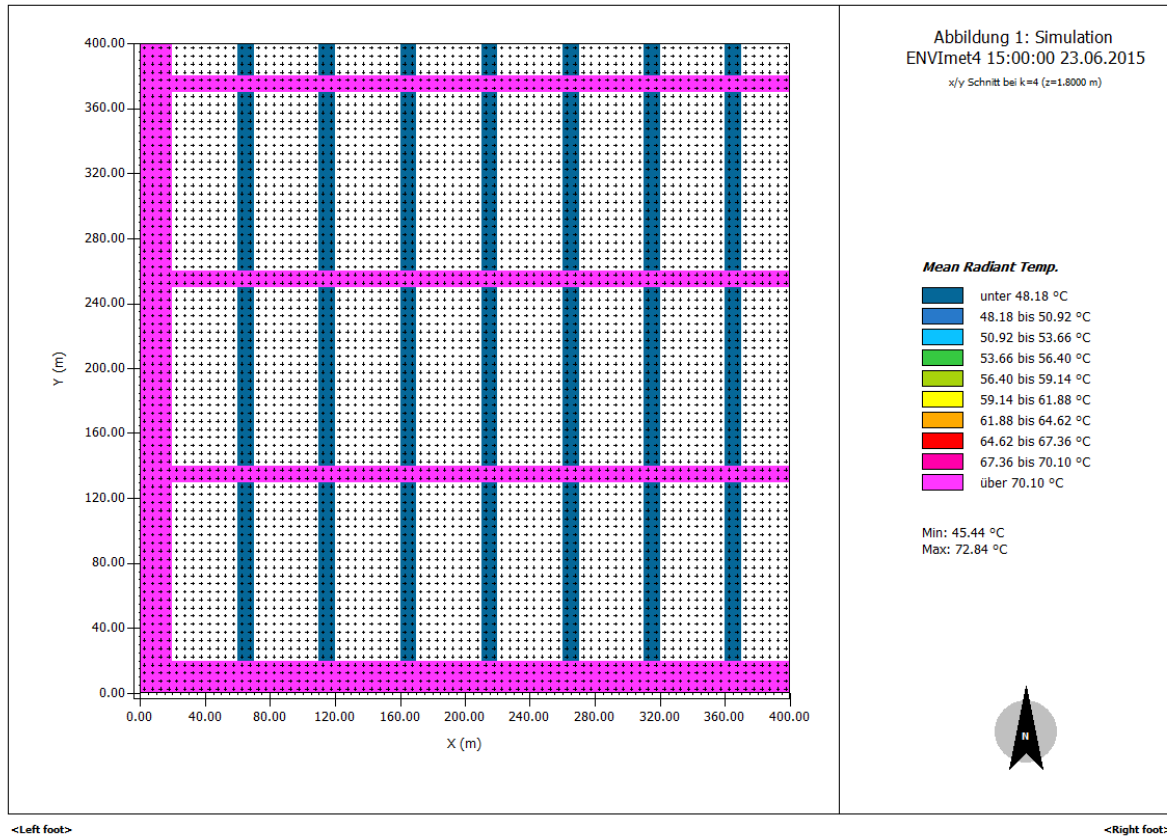 Abbildung 1: Simulation
ENVImet4 15:00:00 23.06.2015
x/y Schnitt bei k=4 (z=1.8000 m)
400.00
360.00
320.00
280.00
240.00
200.00
160.00
120.00
80.00
40.00
0.00
Y (m)
0.00 40.00 80.00 120.00 160.00 200.00 240.00 280.00 320.00 360.00 400.00
X (m)
Mean Radiant Temp.
unter 48.18 °C
48.18 bis 50.92 °C
50.92 bis 53.66 °C
53.66 bis 56.40 °C
56.40 bis 59.14 °C
59.14 bis 61.88 °C
61.88 bis 64.62 °C
64.62 bis 67.36 °C
67.36 bis 70.10 °C
über 70.10 °C
Min: 45.44 °C
Max: 72.84 °C
N
<Left foot>
<Right foot>